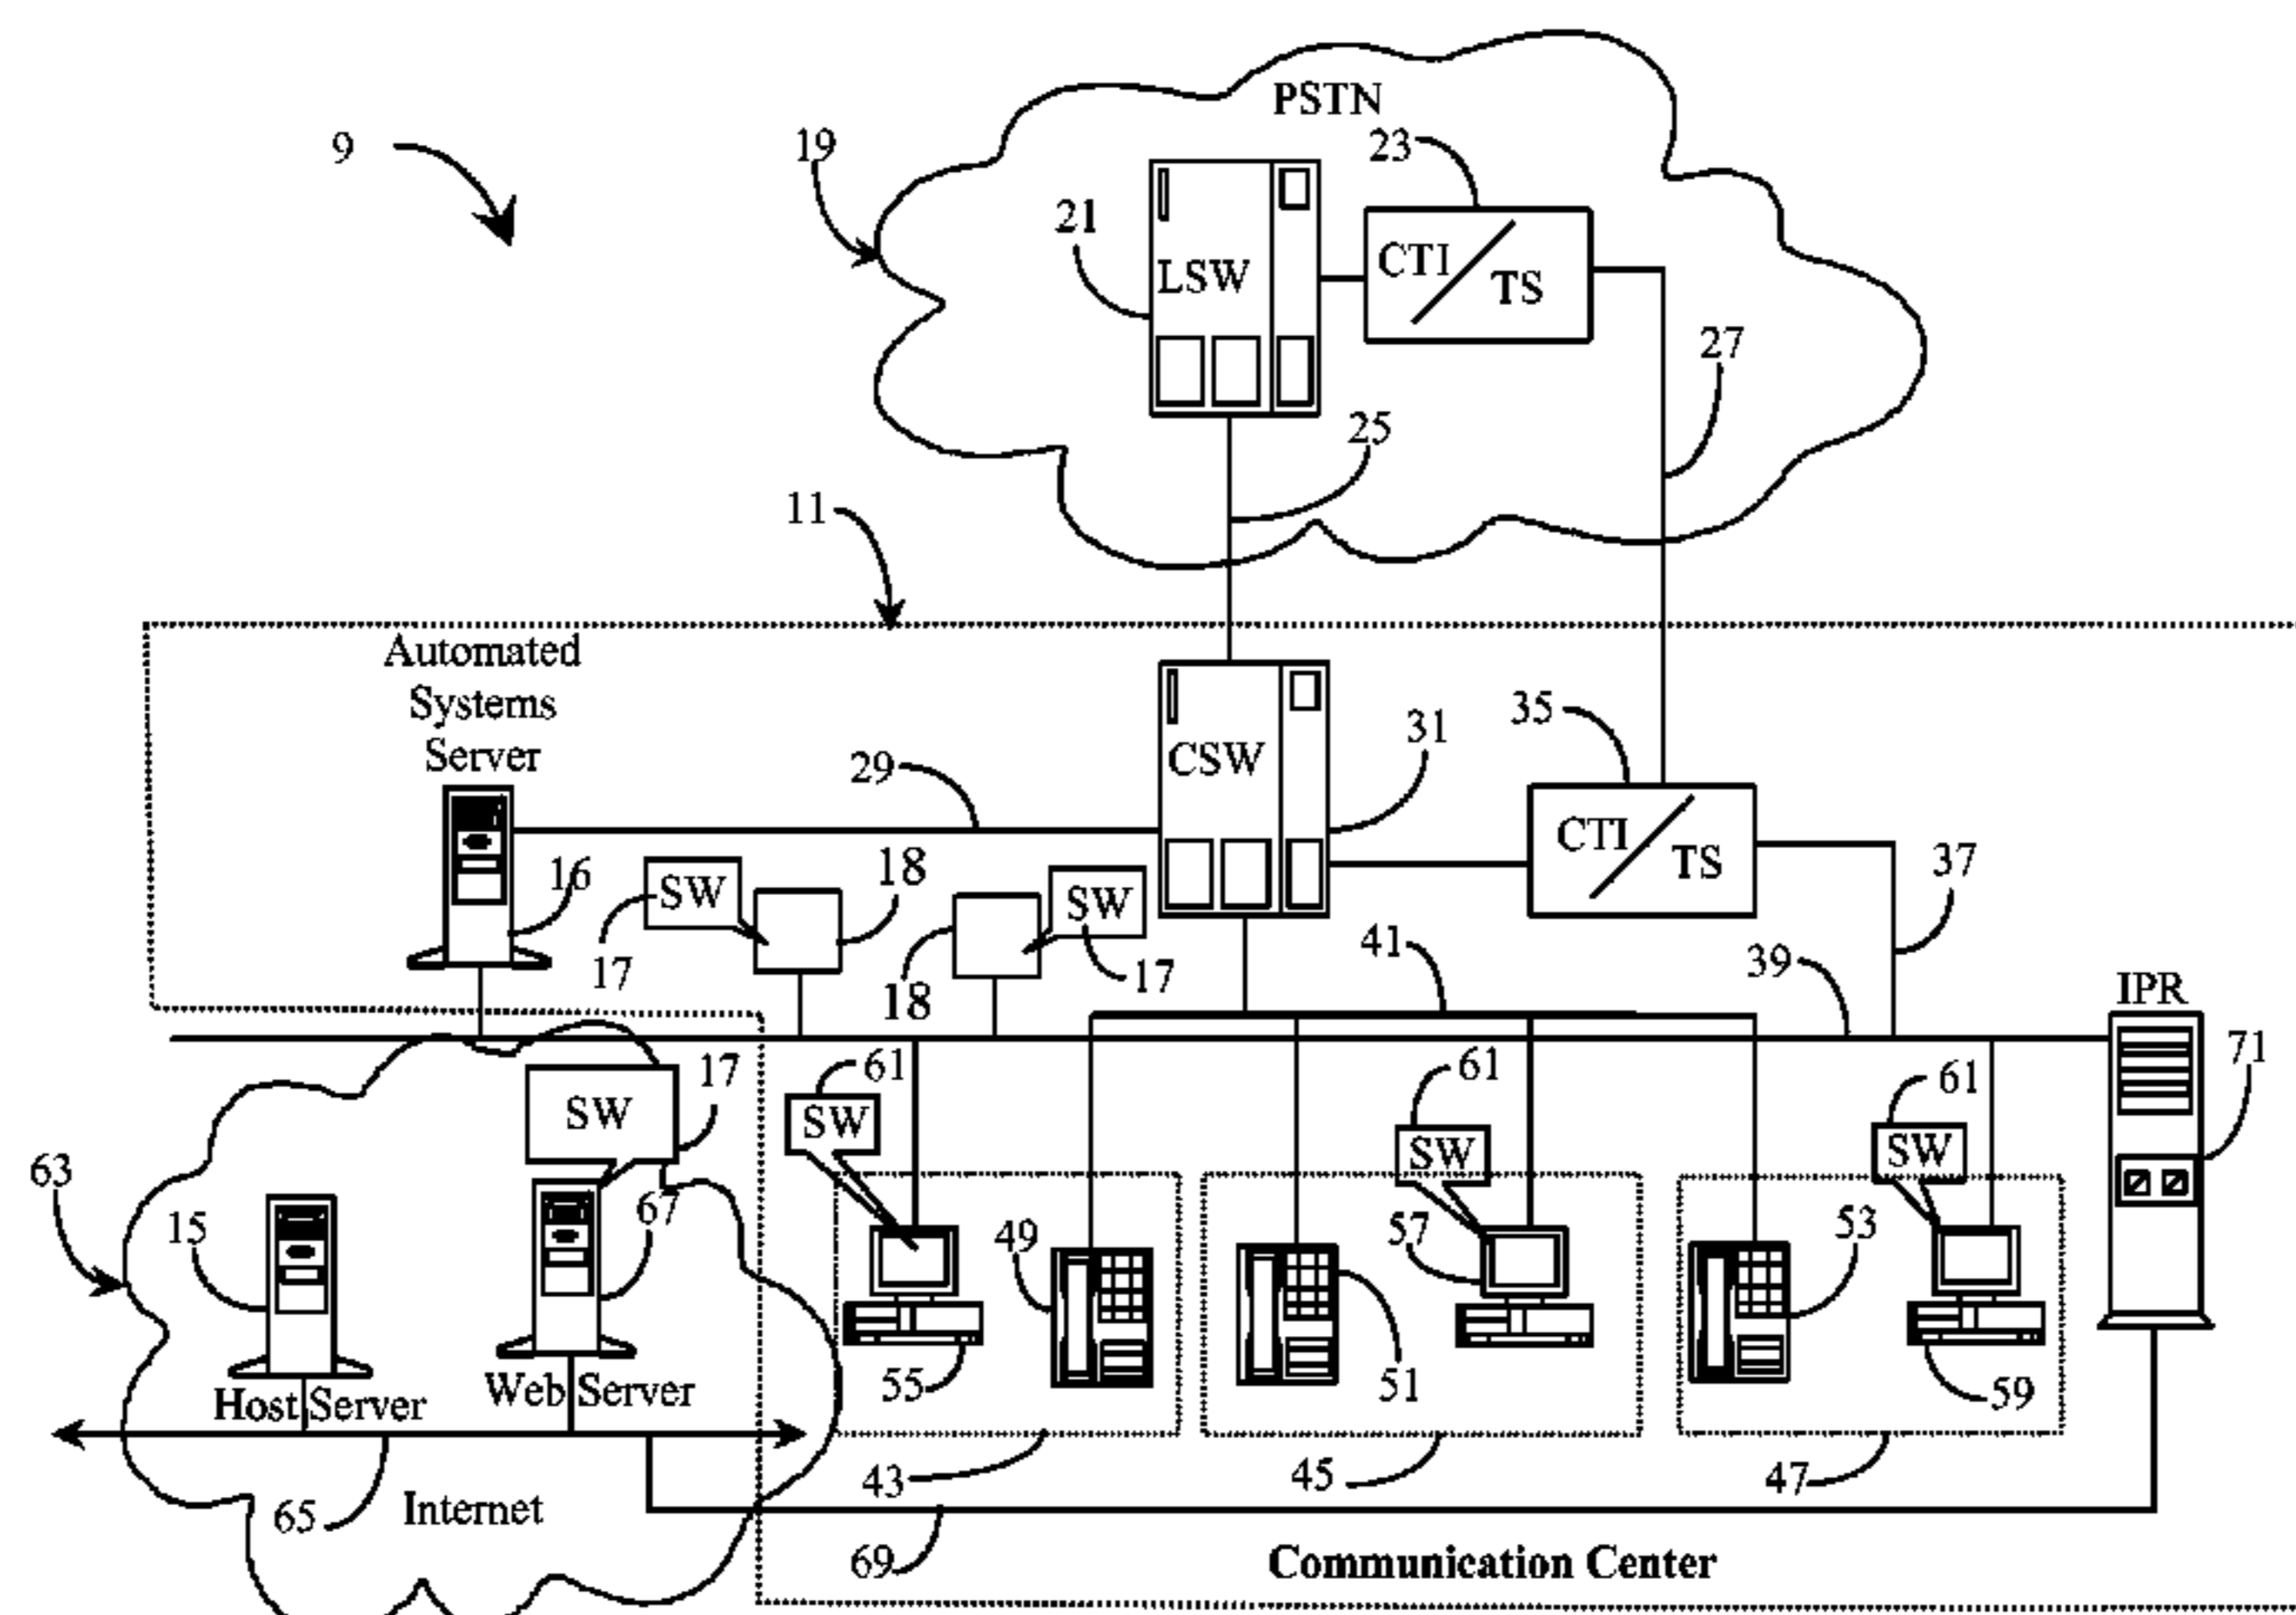 PSTN
9
19
23
21
CTI
TS
LSW
27
25
11
Automated
Systems
Server
35
31
CSW
29
CTI
TS
16
SW
18
SW
37
17
18
17
41
39
IPR
17
61
61
61
71
SW
SW
SW
SW
63
15
67
49
57
53
55
51
59
Host Server
Web Server
43
45
47
65
Internet
69
Communication Center